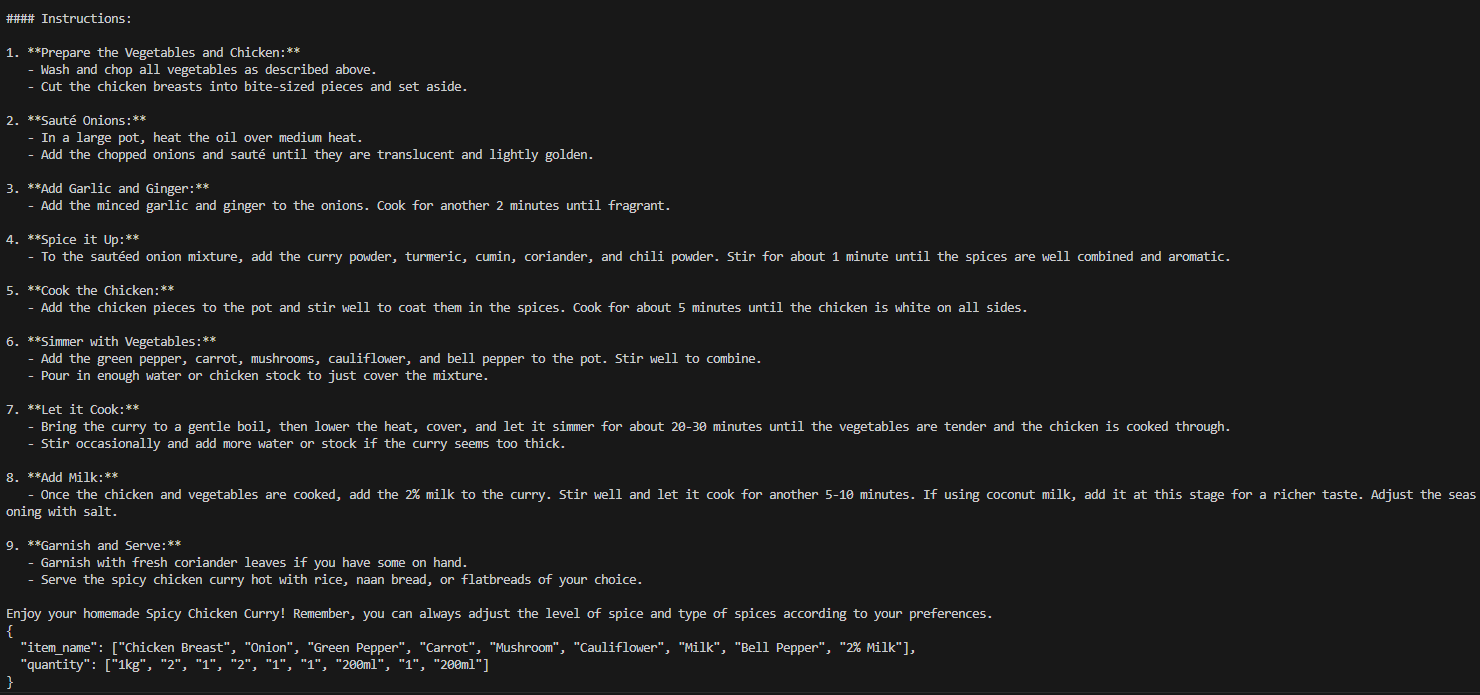 #### Instructions:
1. **Prepare the Vegetables and Chicken:**
- Wash and chop all vegetables as described above.
- Cut the chicken breasts into bite-sized pieces and set aside.
2. **Sauté Onions:**
- In a large pot, heat the oil over medium heat.
- Add the chopped onions and sauté until they are translucent and lightly golden.
3. **Add Garlic and Ginger:**
- Add the minced garlic and ginger to the onions. Cook for another 2 minutes until fragrant.
4. **Spice it Up:**
- To the sautéed onion mixture, add the curry powder, turmeric, cumin, coriander, and chili powder. Stir for about 1 minute until the spices are well combined and aromatic.
5. **Cook the Chicken:**
- Add the chicken pieces to the pot and stir well to coat them in the spices. Cook for about 5 minutes until the chicken is white on all sides.
6. **Simmer with Vegetables:**
- Add the green pepper, carrot, mushrooms, cauliflower, and bell pepper to the pot. Stir well to combine.
- Pour in enough water or chicken stock to just cover the mixture.
7. **Let it Cook:**
- Bring the curry to a gentle boil, then lower the heat, cover, and let it simmer for about 20-30 minutes until the vegetables are tender and the chicken is cooked through.
- Stir occasionally and add more water or stock if the curry seems too thick.
8. **Add Milk:**
- Once the chicken and vegetables are cooked, add the 2% milk to the curry. Stir well and let it cook for another 5-10 minutes. If using coconut milk, add it at this stage for a richer taste. Adjust the seas
oning with salt.
9. **Garnish and Serve:**
- Garnish with fresh coriander leaves if you have some on hand.
- Serve the spicy chicken curry hot with rice, naan bread, or flatbreads of your choice.
Enjoy your homemade Spicy Chicken Curry! Remember, you can always adjust the level of spice and type of spices according to your preferences.
{
"item_name": ["Chicken Breast", "Onion", "Green Pepper", "Carrot", "Mushroom", "Cauliflower", "Milk", "Bell Pepper", "2% Milk"],
"quantity": ["1kg", "2", "1", "2", "1", "1", "200ml", "1", "200ml"]
}